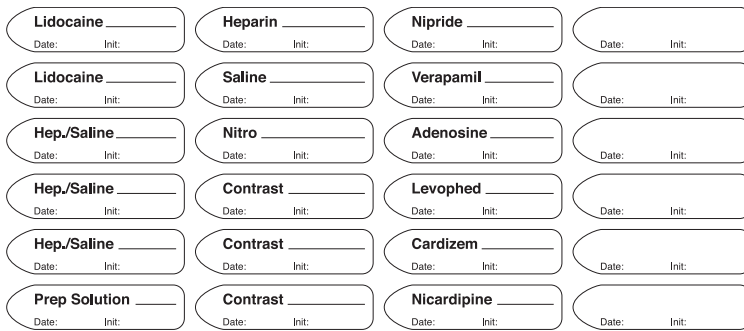 Lidocaine Heparin Nipride
Date: Init: Date: Init: Date: Init: Date: Init:
Lidocaine Saline Verapamil
Date: Init: Date: Init: Date: Init: Date: Init:
Hep./Saline Nitro Adenosine
Date: Init: Date: Init: Date: Init: Date: Init:
Hep./Saline Contrast Levophed
Date: Init: Date: Init: Date: Init: Date: Init:
Hep./Saline Contrast Cardizem
Date: Init: Date: Init: Date: Init: Date: Init:
Prep Solution Contrast Nicardipine
Date: Init: Date: Init: Date: Init: Date: Init: